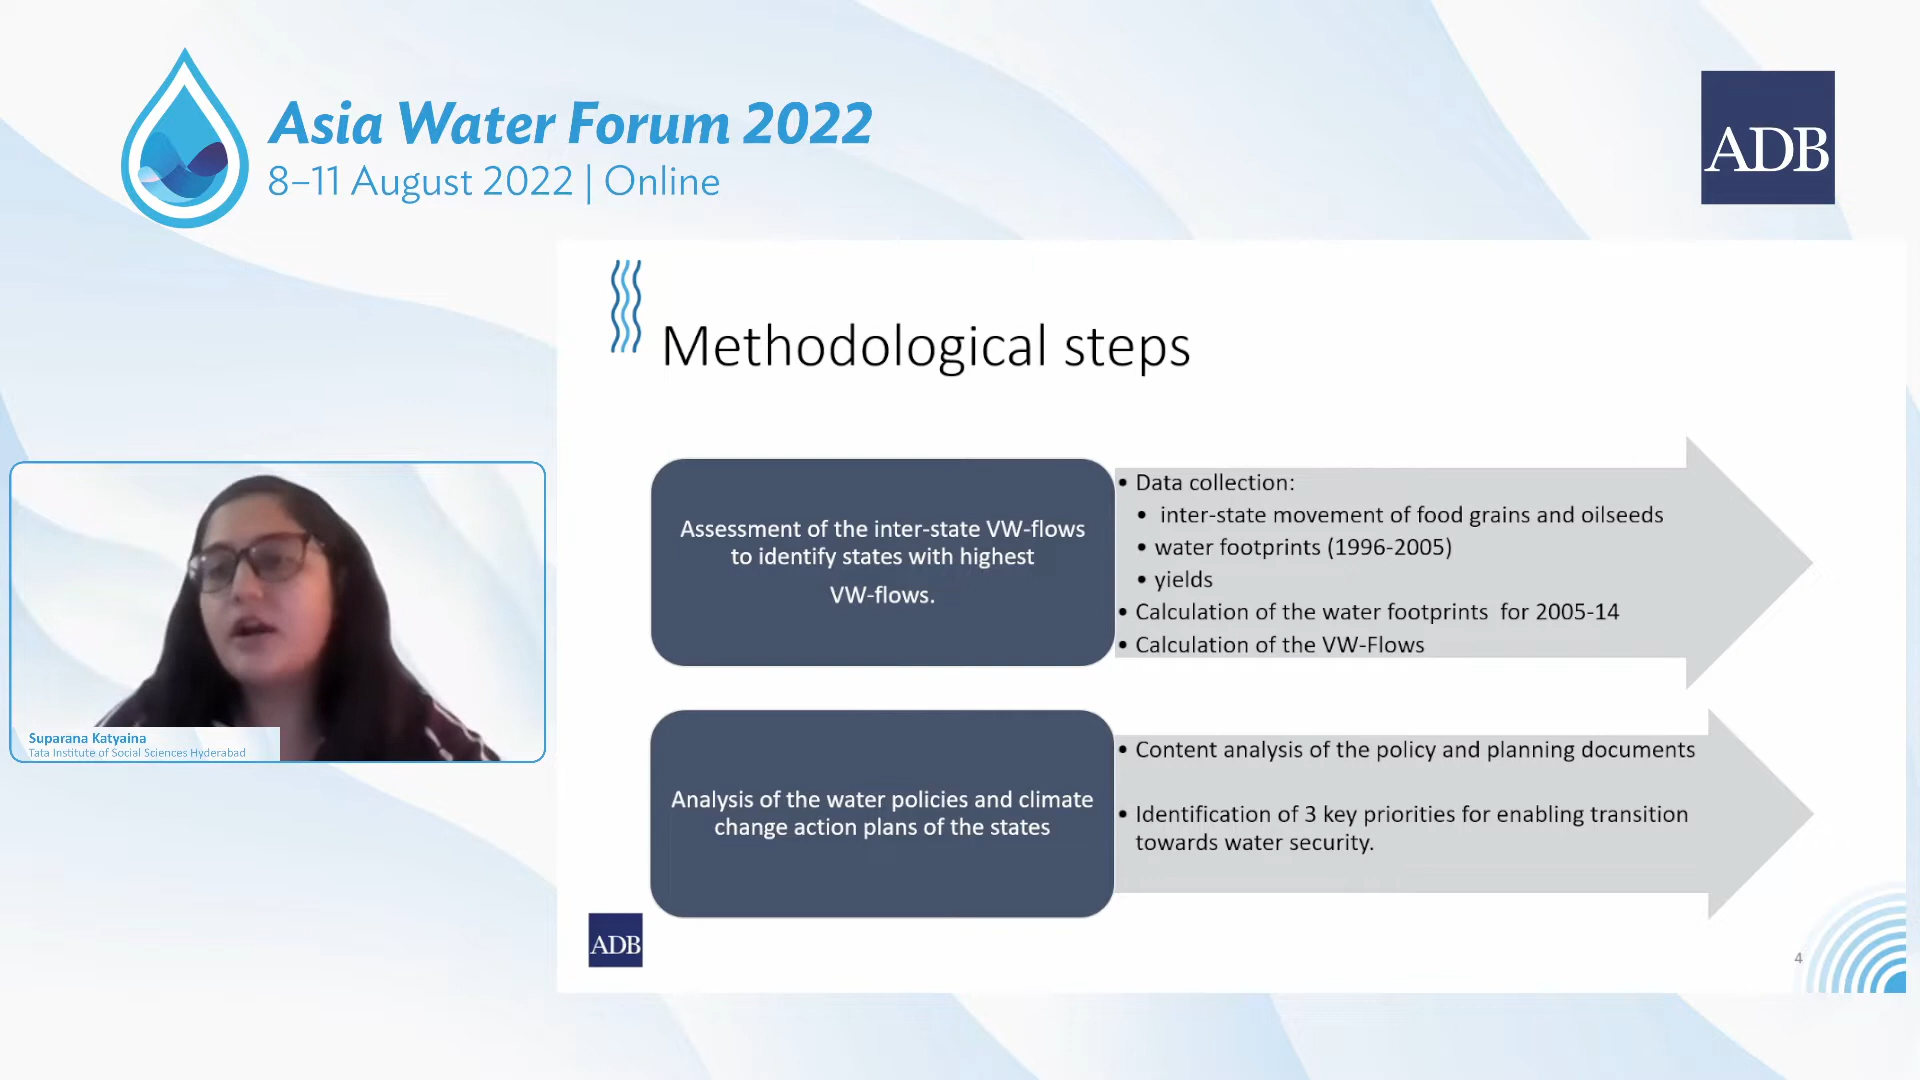 Asia Water Forum 2022
8–11 August 2022 | Online
ADB
Methodological steps
Assessment of the inter-state VW-flows
to identify states with highest
VW-flows.
• Data collection:
• inter-state movement of food grains and oilseeds
• water footprints (1996-2005)
• yields
• Calculation of the water footprints for 2005-14
• Calculation of the VW-Flows
Analysis of the water policies and climate
change action plans of the states
• Content analysis of the policy and planning documents
• Identification of 3 key priorities for enabling transition
towards water security.
Suparana Katyaina
Tata Institute of Social Sciences Hyderabad
ADB
4